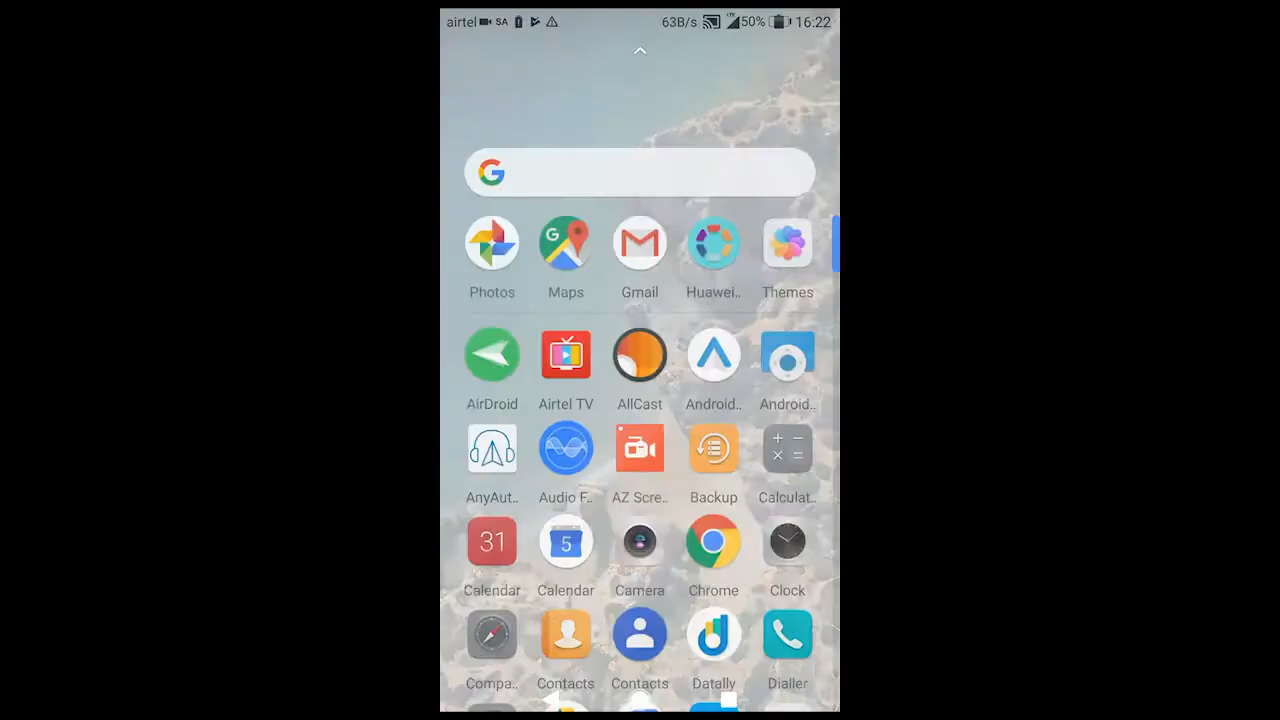 airtel SA 63B/s LTE 50% 16:22
G
Photos Maps Gmail Huawei.. Themes
AirDroid Airtel TV AllCast Android.. Android..
AnyAut.. Audio F.. AZ Scre.. Backup Calculat..
31 5
Calendar Calendar Camera Chrome Clock
Compa.. Contacts Contacts Datally Dialler